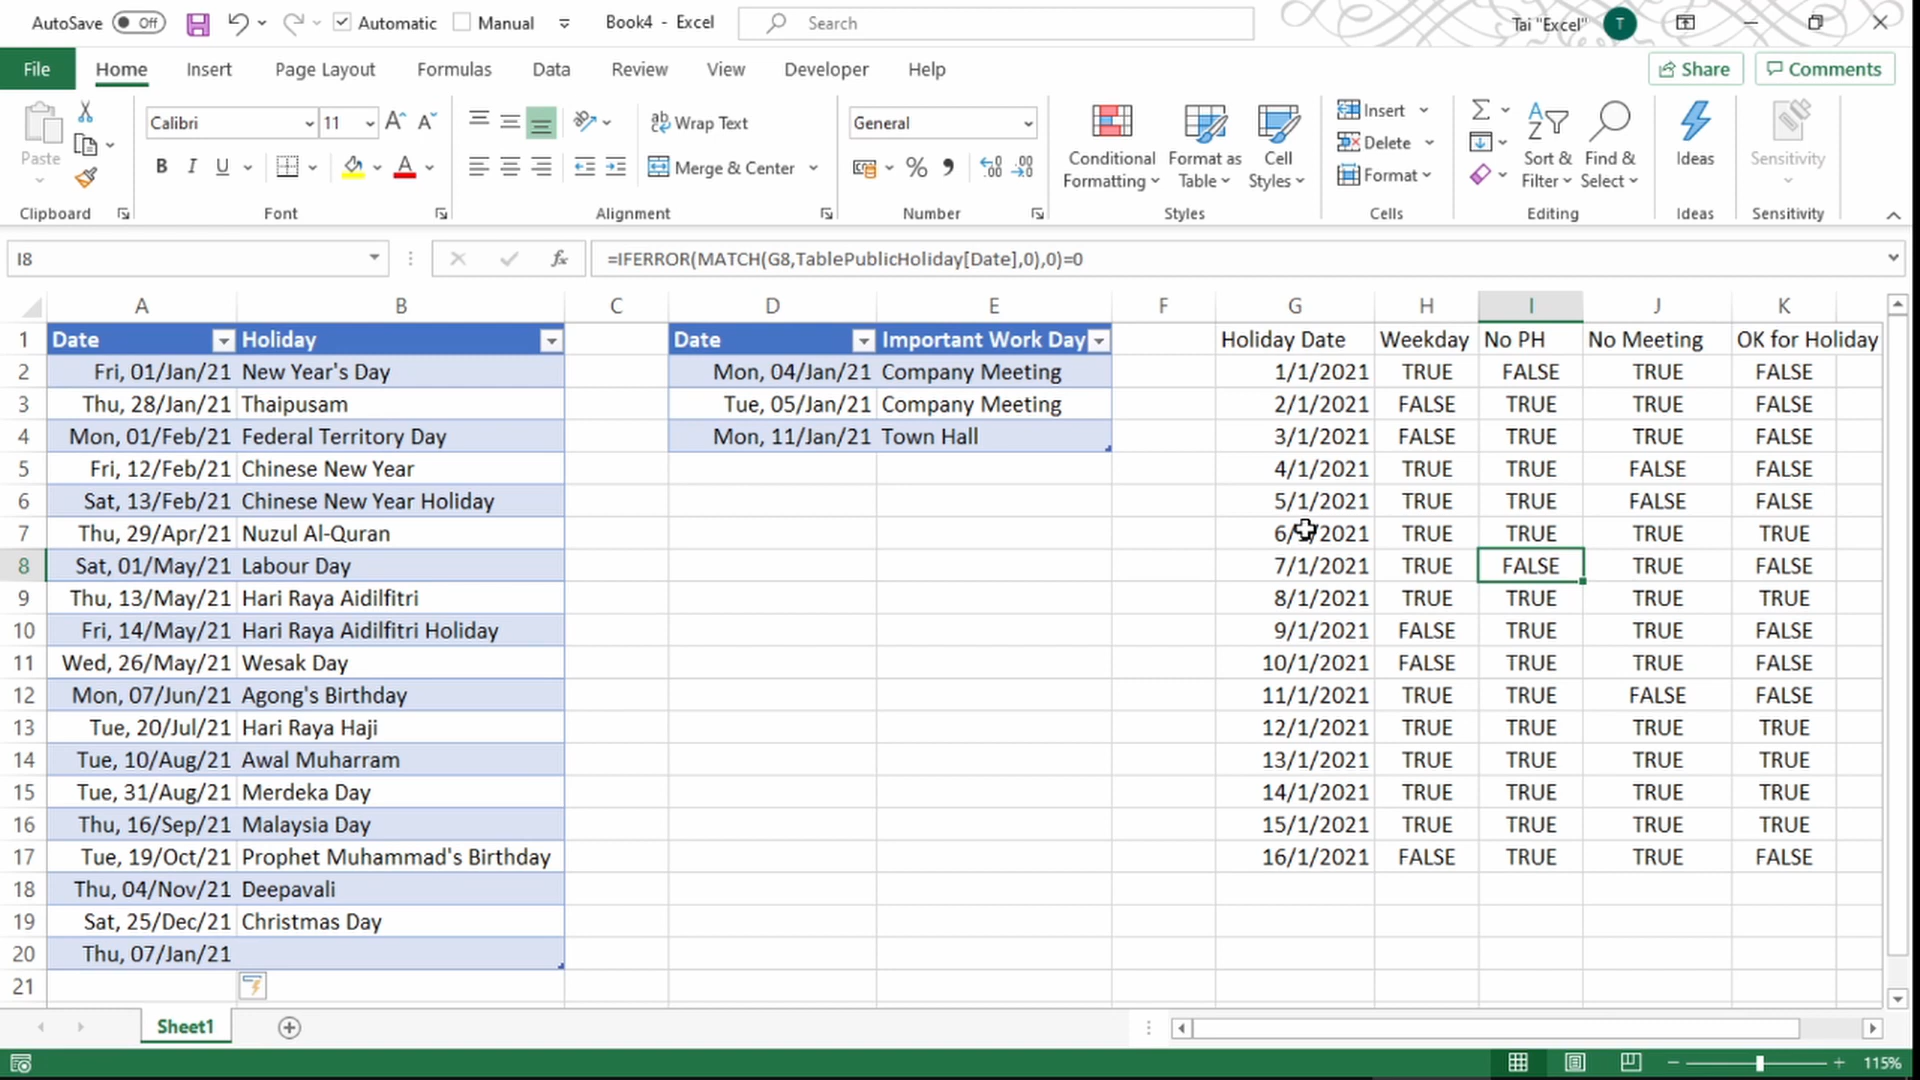 AutoSave Off Automatic Manual Book4 - Excel Search Tai "Excel" T
File Home Insert Page Layout Formulas Data Review View Developer Help Share Comments
Paste Calibri 11 Wrap Text General Conditional Formatting Format as Table Cell Styles Insert Sort & Filter Find & Select Ideas Sensitivity
B I U Merge & Center Delete
Format
Clipboard Font Alignment Number Styles Cells Editing Ideas Sensitivity
I8 fx =IFERROR(MATCH(G8,TablePublicHoliday[Date],0),0)=0
A B C D E F G H I J K
1 Date Holiday Date Important Work Day Holiday Date Weekday No PH No Meeting OK for Holiday
2 Fri, 01/Jan/21 New Year's Day Mon, 04/Jan/21 Company Meeting 1/1/2021 TRUE FALSE TRUE FALSE
3 Thu, 28/Jan/21 Thaipusam Tue, 05/Jan/21 Company Meeting 2/1/2021 FALSE TRUE TRUE FALSE
4 Mon, 01/Feb/21 Federal Territory Day Mon, 11/Jan/21 Town Hall 3/1/2021 FALSE TRUE TRUE FALSE
5 Fri, 12/Feb/21 Chinese New Year 4/1/2021 TRUE TRUE FALSE FALSE
6 Sat, 13/Feb/21 Chinese New Year Holiday 5/1/2021 TRUE TRUE FALSE FALSE
7 Thu, 29/Apr/21 Nuzul Al-Quran 6/1/2021 TRUE TRUE TRUE TRUE
8 Sat, 01/May/21 Labour Day 7/1/2021 TRUE FALSE TRUE FALSE
9 Thu, 13/May/21 Hari Raya Aidilfitri 8/1/2021 TRUE TRUE TRUE TRUE
10 Fri, 14/May/21 Hari Raya Aidilfitri Holiday 9/1/2021 FALSE TRUE TRUE FALSE
11 Wed, 26/May/21 Wesak Day 10/1/2021 FALSE TRUE TRUE FALSE
12 Mon, 07/Jun/21 Agong's Birthday 11/1/2021 TRUE TRUE FALSE FALSE
13 Tue, 20/Jul/21 Hari Raya Haji 12/1/2021 TRUE TRUE TRUE TRUE
14 Tue, 10/Aug/21 Awal Muharram 13/1/2021 TRUE TRUE TRUE TRUE
15 Tue, 31/Aug/21 Merdeka Day 14/1/2021 TRUE TRUE TRUE TRUE
16 Thu, 16/Sep/21 Malaysia Day 15/1/2021 TRUE TRUE TRUE TRUE
17 Tue, 19/Oct/21 Prophet Muhammad's Birthday 16/1/2021 FALSE TRUE TRUE FALSE
18 Thu, 04/Nov/21 Deepavali
19 Sat, 25/Dec/21 Christmas Day
20 Thu, 07/Jan/21
21
Sheet1
115%